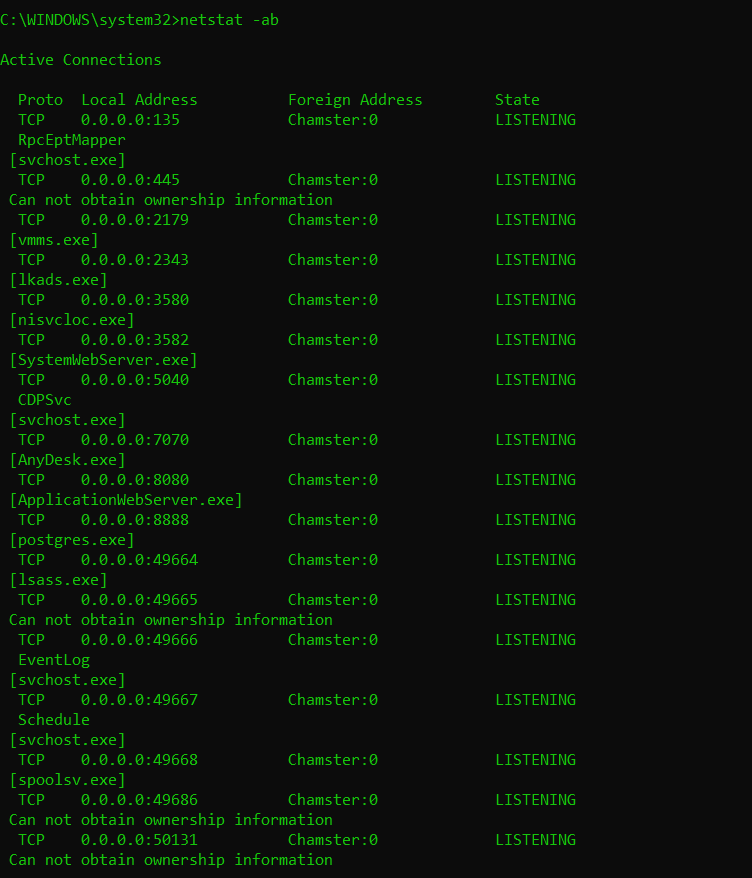 C:\WINDOWS\system32>netstat -ab
Active Connections
Proto Local Address Foreign Address State
TCP 0.0.0.0:135 Chamster:0 LISTENING
RpcEptMapper
[svchost.exe]
TCP 0.0.0.0:445 Chamster:0 LISTENING
Can not obtain ownership information
TCP 0.0.0.0:2179 Chamster:0 LISTENING
[vmms.exe]
TCP 0.0.0.0:2343 Chamster:0 LISTENING
[lkads.exe]
TCP 0.0.0.0:3580 Chamster:0 LISTENING
[nisvcloc.exe]
TCP 0.0.0.0:3582 Chamster:0 LISTENING
[SystemWebServer.exe]
TCP 0.0.0.0:5040 Chamster:0 LISTENING
CDPSvc
[svchost.exe]
TCP 0.0.0.0:7070 Chamster:0 LISTENING
[AnyDesk.exe]
TCP 0.0.0.0:8080 Chamster:0 LISTENING
[ApplicationWebServer.exe]
TCP 0.0.0.0:8888 Chamster:0 LISTENING
[postgres.exe]
TCP 0.0.0.0:49664 Chamster:0 LISTENING
[lsass.exe]
TCP 0.0.0.0:49665 Chamster:0 LISTENING
Can not obtain ownership information
TCP 0.0.0.0:49666 Chamster:0 LISTENING
EventLog
[svchost.exe]
TCP 0.0.0.0:49667 Chamster:0 LISTENING
Schedule
[svchost.exe]
TCP 0.0.0.0:49668 Chamster:0 LISTENING
[spoolsv.exe]
TCP 0.0.0.0:49686 Chamster:0 LISTENING
Can not obtain ownership information
TCP 0.0.0.0:50131 Chamster:0 LISTENING
Can not obtain ownership information